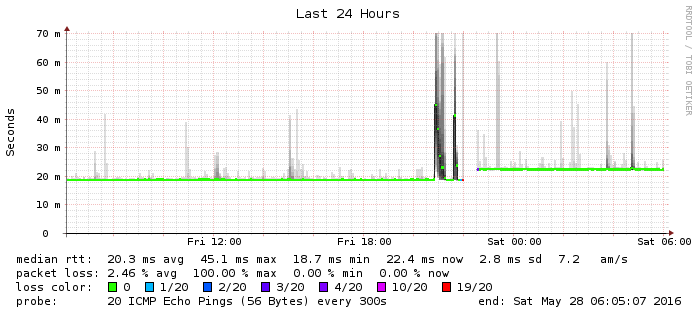 Last 24 Hours
RRDTOOL / TOBI OETIKER
Seconds
70 m
60 m
50 m
40 m
30 m
20 m
10 m
0 m
Fri 12:00 Fri 18:00 Sat 00:00 Sat 06:00
median rtt: 20.3 ms avg 45.1 ms max 18.7 ms min 22.4 ms now 2.8 ms sd 7.2 am/s
packet loss: 2.46 % avg 100.00 % max 0.00 % min 0.00 % now
loss color: 0 1/20 2/20 3/20 4/20 10/20 19/20
probe: 20 ICMP Echo Pings (56 Bytes) every 300s end: Sat May 28 06:05:07 2016